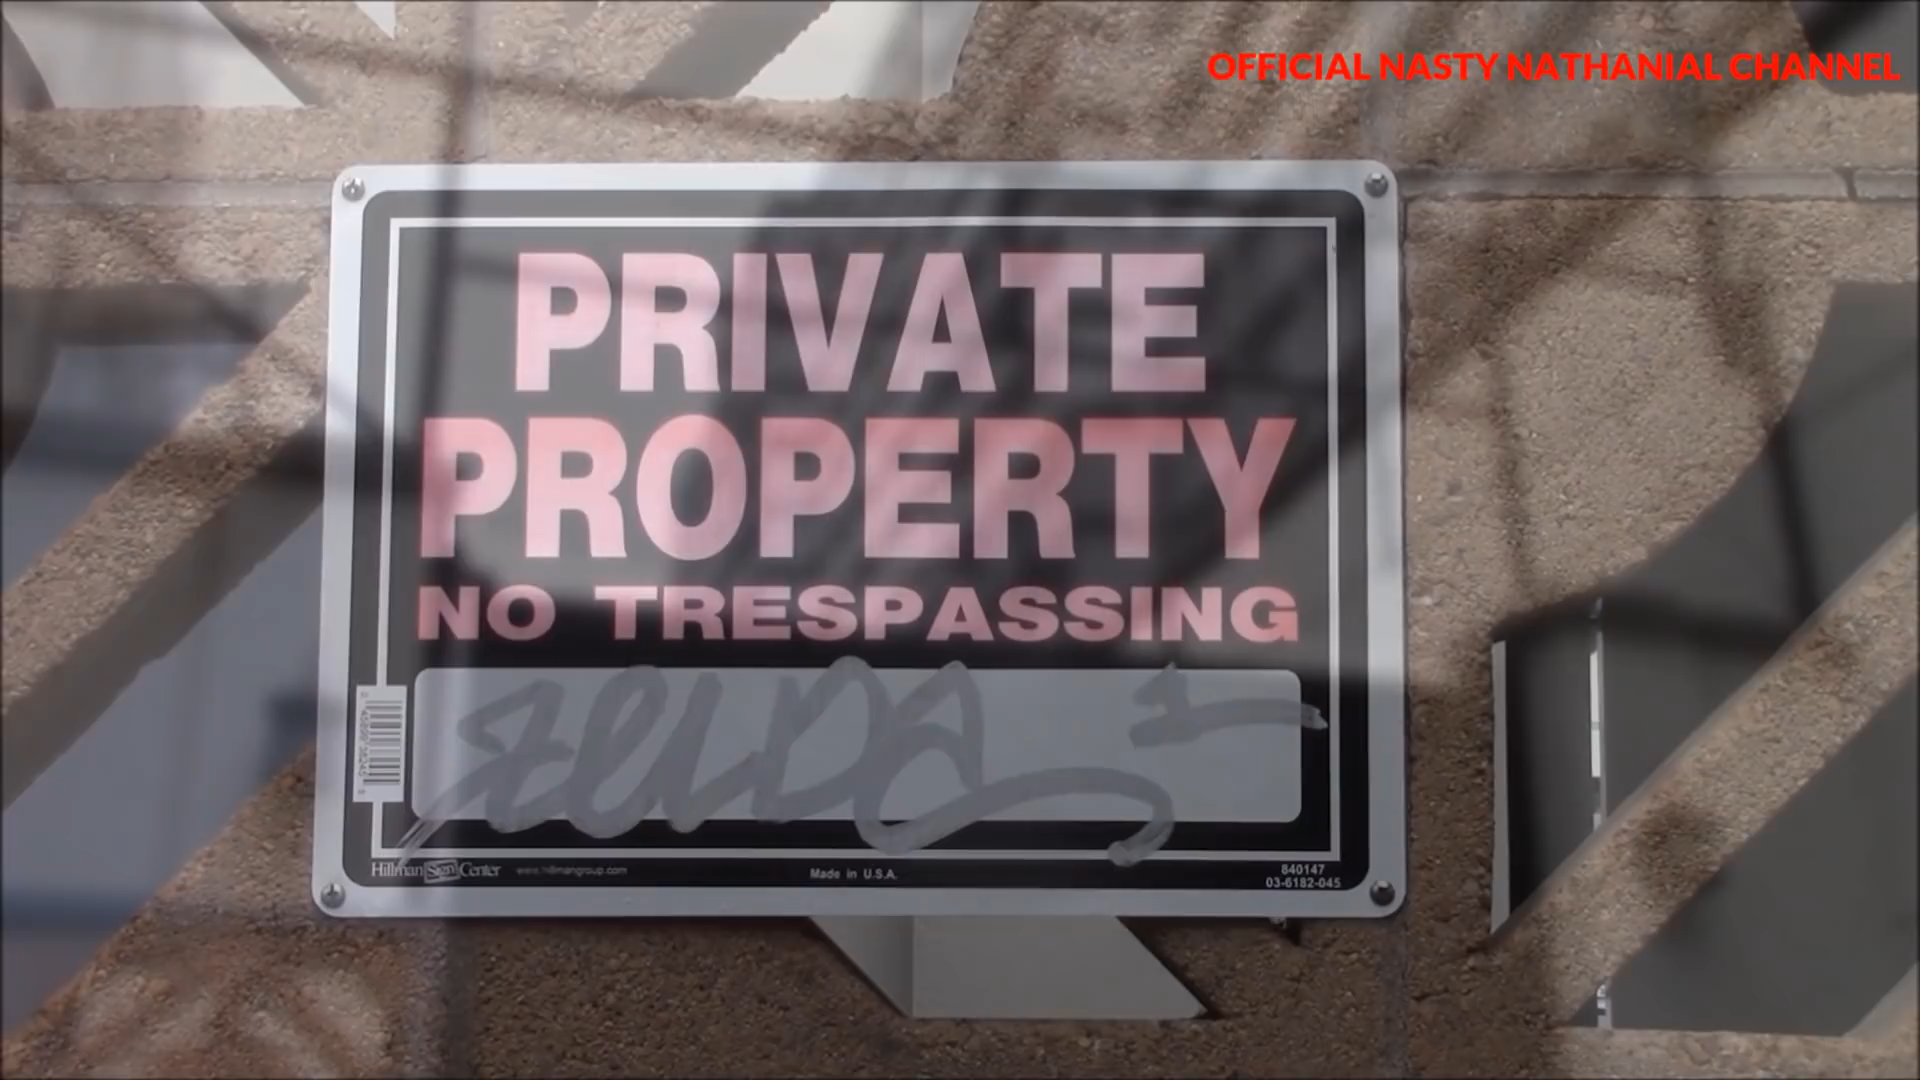 OFFICIAL NASTY NATHANIAL CHANNEL
PRIVATE
PROPERTY
NO TRESPASSING
Hillman Sign Center www.hillmangroup.com
Made in U.S.A.
840147
03-6182-045